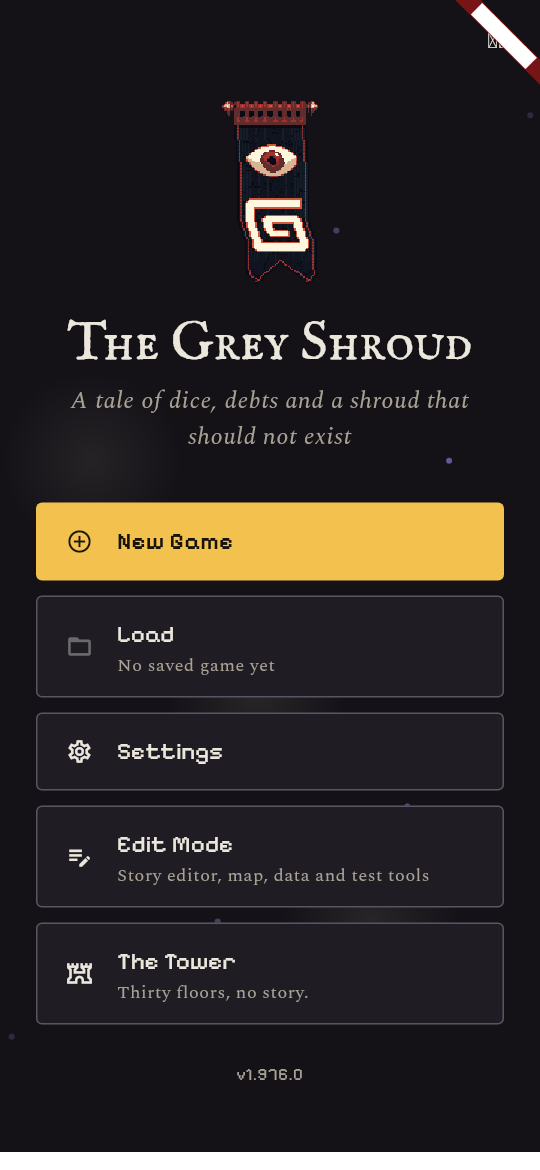 The Grey Shroud
A tale of dice, debts and a shroud that
should not exist
New Game
Load
No saved game yet
Settings
Edit Mode
Story editor, map, data and test tools
The Tower
Thirty floors, no story.
v1.976.0